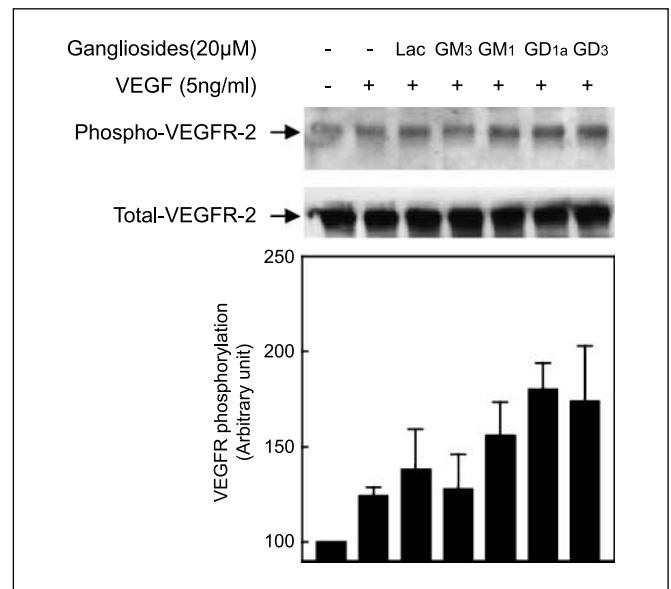 Gangliosides(20μM) - - Lac GM3 GM1 GD1a GD3
VEGF (5ng/ml) - + + + + + +
Phospho-VEGFR-2
Total-VEGFR-2
250
200
150
100
VEGFR phosphorylation
(Arbitrary unit)